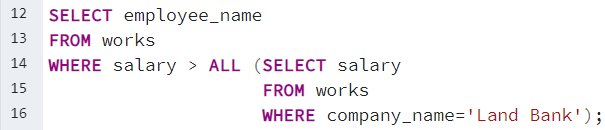 12 SELECT employee_name
13 FROM works
14 WHERE salary > ALL (SELECT salary
15 FROM works
16 WHERE company_name='Land Bank');